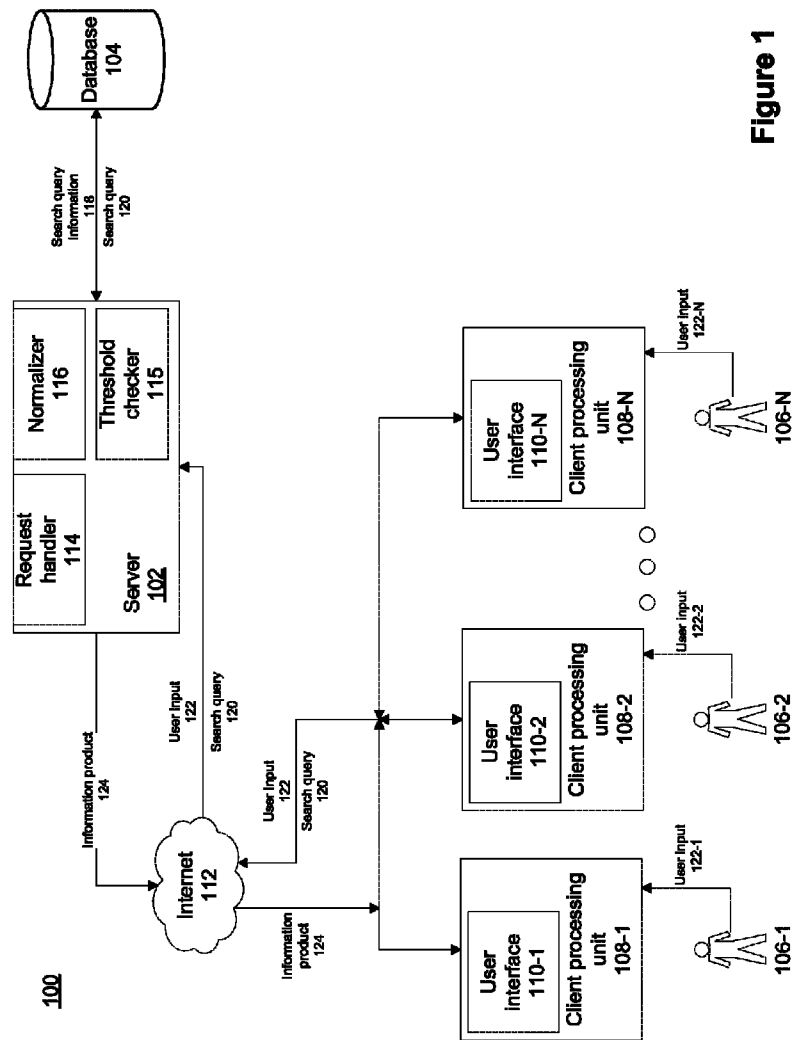 100
Database
104
Search query
Information
118
Search query
120
Request
handler
114
Normalizer
116
Threshold
checker
115
Server
102
Information product
124
User Input
122
Search query
120
Internet
112
User Input
122
Search query
120
Information
product
124
User
interface
110-1
Client processing
unit
108-1
User
interface
110-2
Client processing
unit
108-2
User
interface
110-N
Client processing
unit
108-N
User Input
122-1
User input
122-2
User Input
122-N
106-1
106-2
106-N
Figure 1